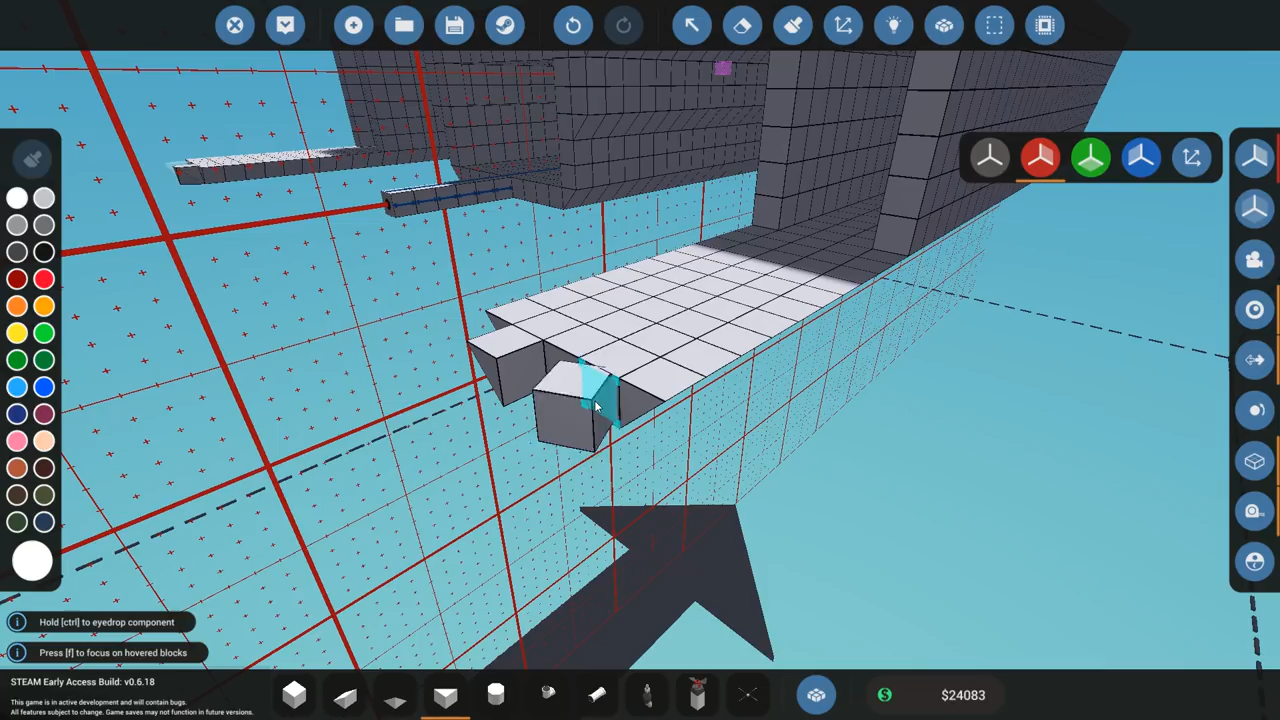 Hold [ctrl] to eyedrop component
Press [f] to focus on hovered blocks
STEAM Early Access Build: v0.6.18
This game is in active development and will contain bugs.
All features subject to change. Game saves may not function in future versions.
$24083